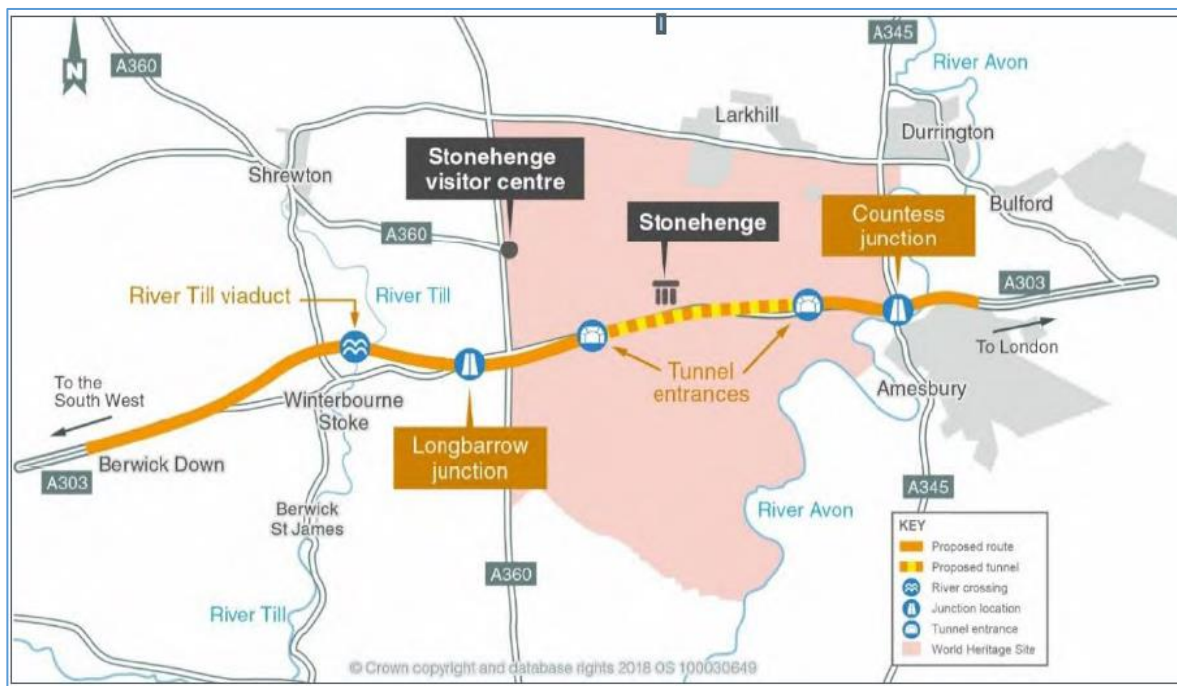 A345
A360
N
River Avon
Larkhill
Durrington
Stonehenge
visitor centre
Shrewton
Bulford
Countess
junction
Stonehenge
A360
River Till viaduct
River Till
A303
To London
Tunnel
entrances
To the
South West
Winterbourne
Stoke
Amesbury
Longbarrow
junction
Berwick Down
A303
A345
Berwick
St James
River Avon
KEY
Proposed route
Proposed tunnel
River crossing
Junction location
Tunnel entrance
World Heritage Site
A360
River Till
© Crown copyright and database rights 2018 OS 100030649